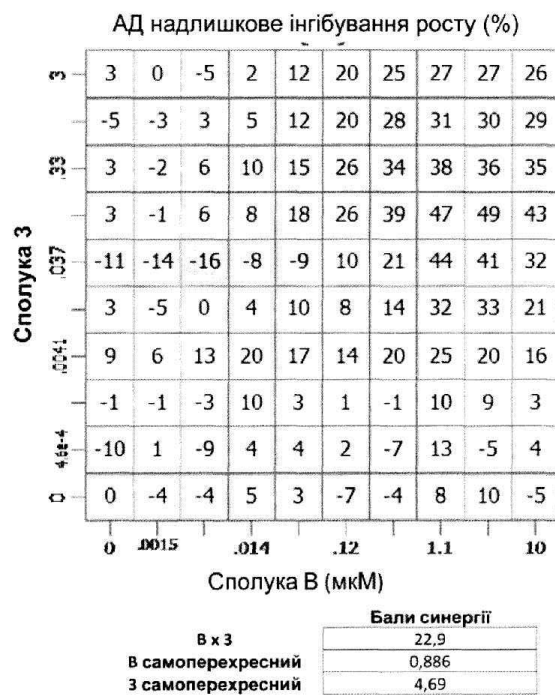 АД надлишкове інгібування росту (%)
3 3 0 -5 2 12 20 25 27 27 26
-5 -3 3 5 12 20 28 31 30 29
.33 3 -2 6 10 15 26 34 38 36 35
3 -1 6 8 18 26 39 47 49 43
Сполука 3
.037 -11 -14 -16 -8 -9 10 21 44 41 32
3 -5 0 4 10 8 14 32 33 21
.0041 9 6 13 20 17 14 20 25 20 16
-1 -1 -3 10 3 1 -1 10 9 3
4.6e-4 -10 1 -9 4 4 2 -7 13 -5 4
0 0 -4 -4 5 3 -7 -4 8 10 -5
0 .0015 .014 .12 1.1 10
Сполука В (мкМ)
Бали синергії
В х 3 22,9
В самоперехресний 0,886
3 самоперехресний 4,69